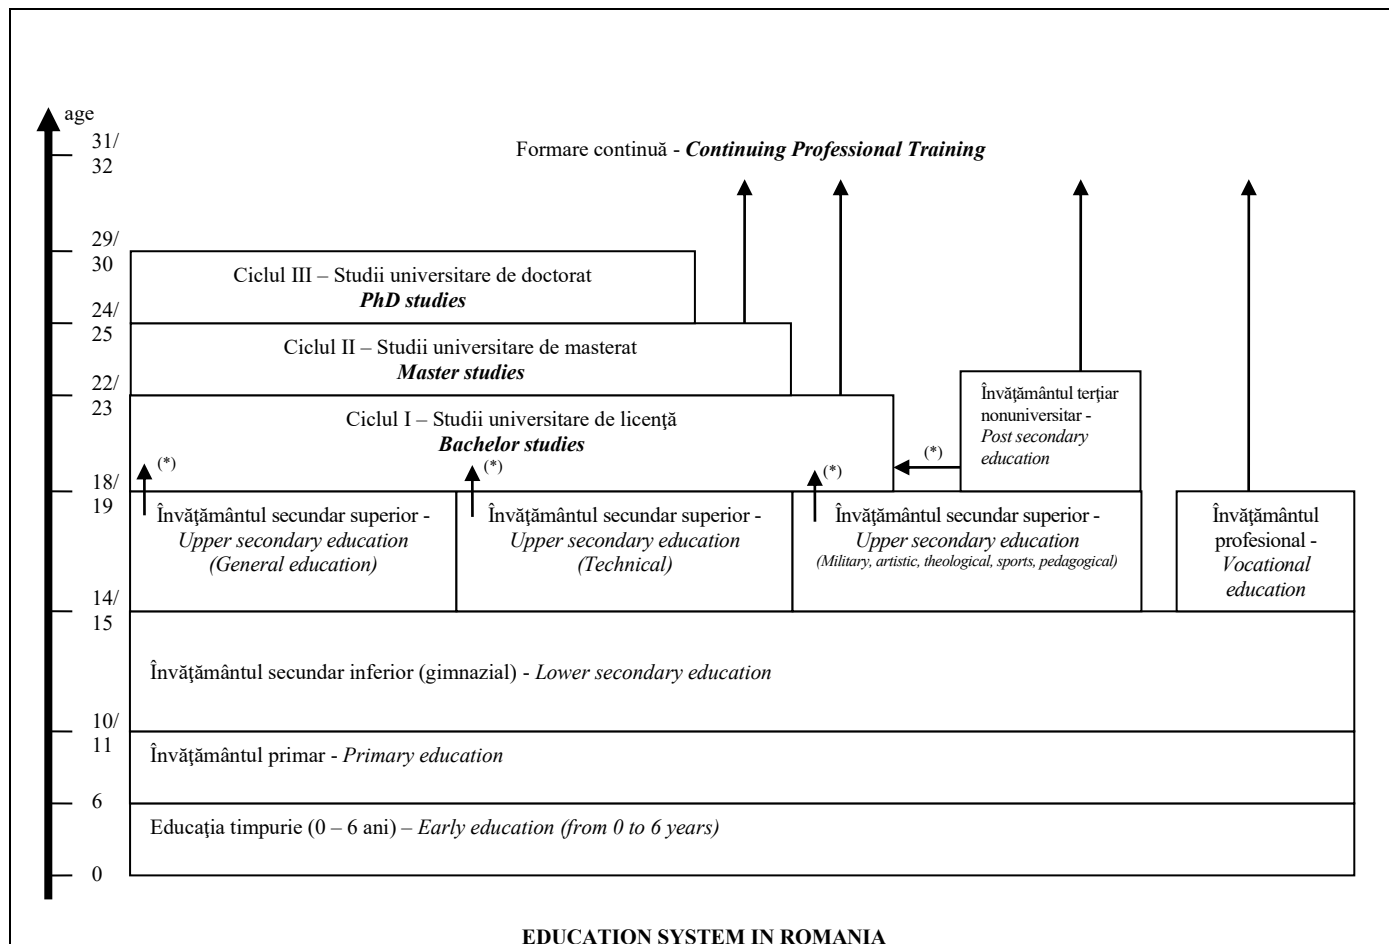 age
31/
32
Formare continuă - Continuing Professional Training
29/
30
Ciclul III – Studii universitare de doctorat
PhD studies
24/
25
Ciclul II – Studii universitare de masterat
Master studies
22/
23
Ciclul I – Studii universitare de licenţă
Bachelor studies
Învăţământul terţiar
nonuniversitar -
Post secondary
education
(*)
(*)
(*)
(*)
18/
19
Învăţământul secundar superior -
Upper secondary education
(General education)
Învăţământul secundar superior -
Upper secondary education
(Technical)
Învăţământul secundar superior -
Upper secondary education
(Military, artistic, theological, sports, pedagogical)
Învăţământul
profesional -
Vocational
education
14/
15
Învăţământul secundar inferior (gimnazial) - Lower secondary education
10/
11
Învăţământul primar - Primary education
6
Educaţia timpurie (0 – 6 ani) – Early education (from 0 to 6 years)
0
EDUCATION SYSTEM IN ROMANIA